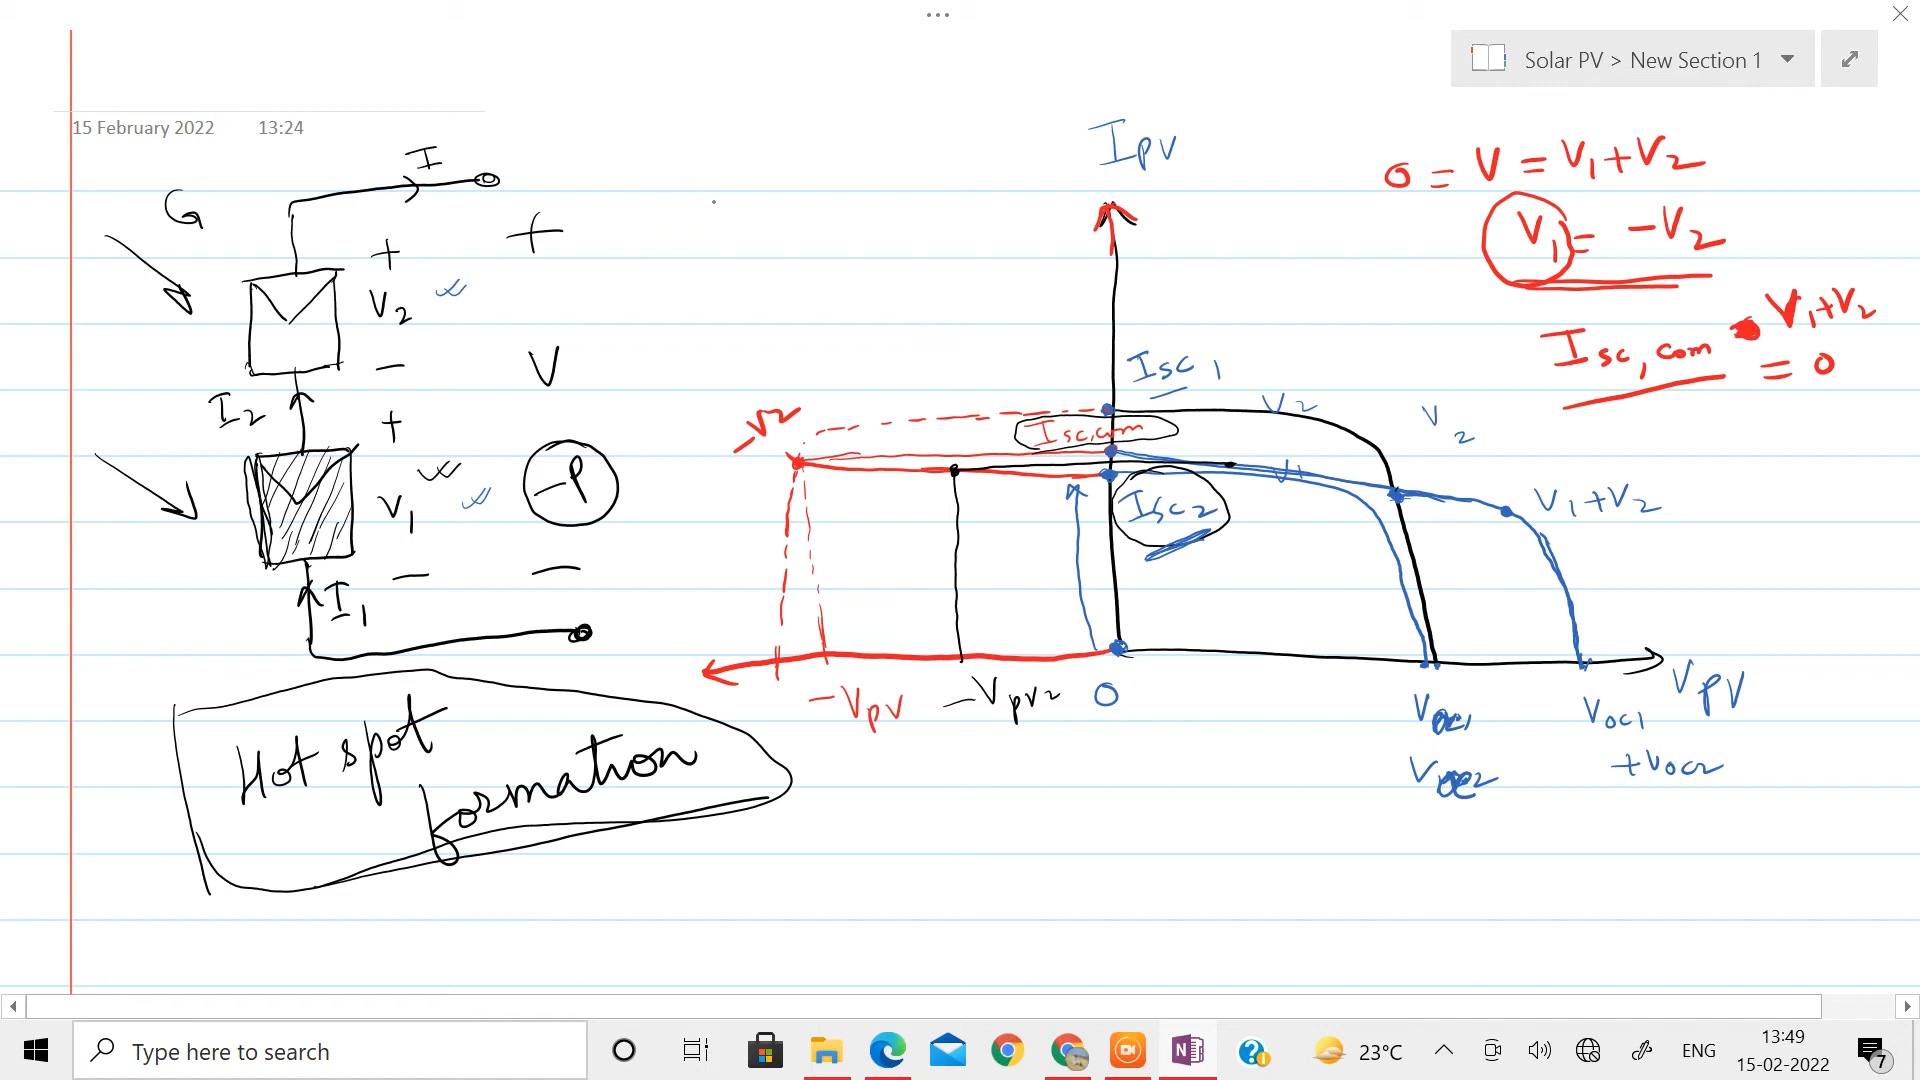 Solar PV > New Section 1
15 February 2022 13:24
G
I
+
+
V2
-
V
I2
+
V1
-P
-
-
I1
Hot spot
formation
IPV
Isc1
V2
V2
-V2
Isc,com
V1
Isc2
V1+V2
-Vpv
-Vpv2
0
Voc1
Voc2
Voc1
+Voc2
VPV
0 = V = V1+V2
V1 = -V2
Isc,com V1+V2
= 0
Type here to search
23°C
ENG
13:49
15-02-2022
7